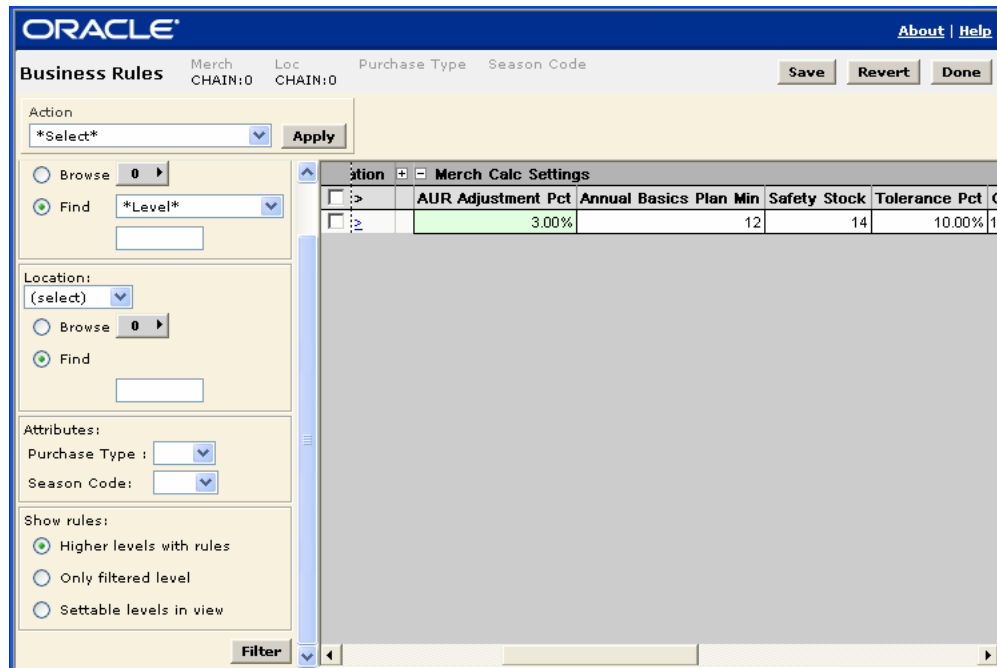 ORACLE
About | Help
Business Rules
Merch
CHAIN:0
Loc
CHAIN:0
Purchase Type
Season Code
Save
Revert
Done
Action
*Select*
Apply
Browse
0
Find
*Level*
Location:
(select)
Browse
0
Find
Attributes:
Purchase Type :
Season Code:
Show rules:
Higher levels with rules
Only filtered level
Settable levels in view
Filter
Merch Calc Settings
> AUR Adjustment Pct Annual Basics Plan Min Safety Stock Tolerance Pct
> 3.00% 12 14 10.00%